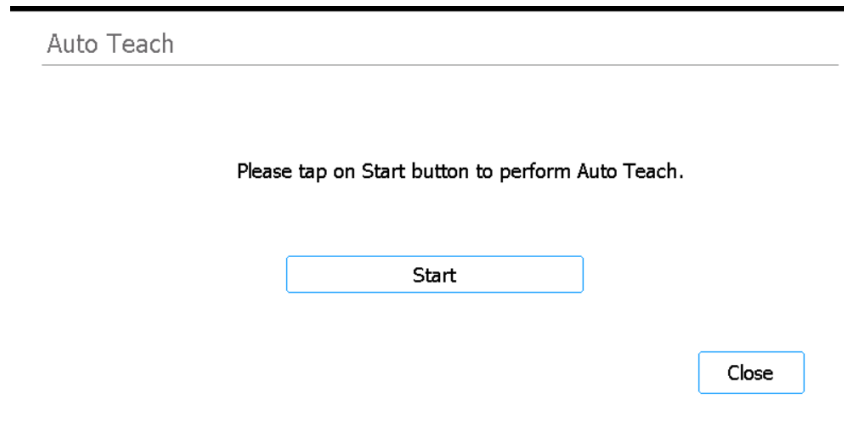 Auto Teach
Please tap on Start button to perform Auto Teach.
Start
Close